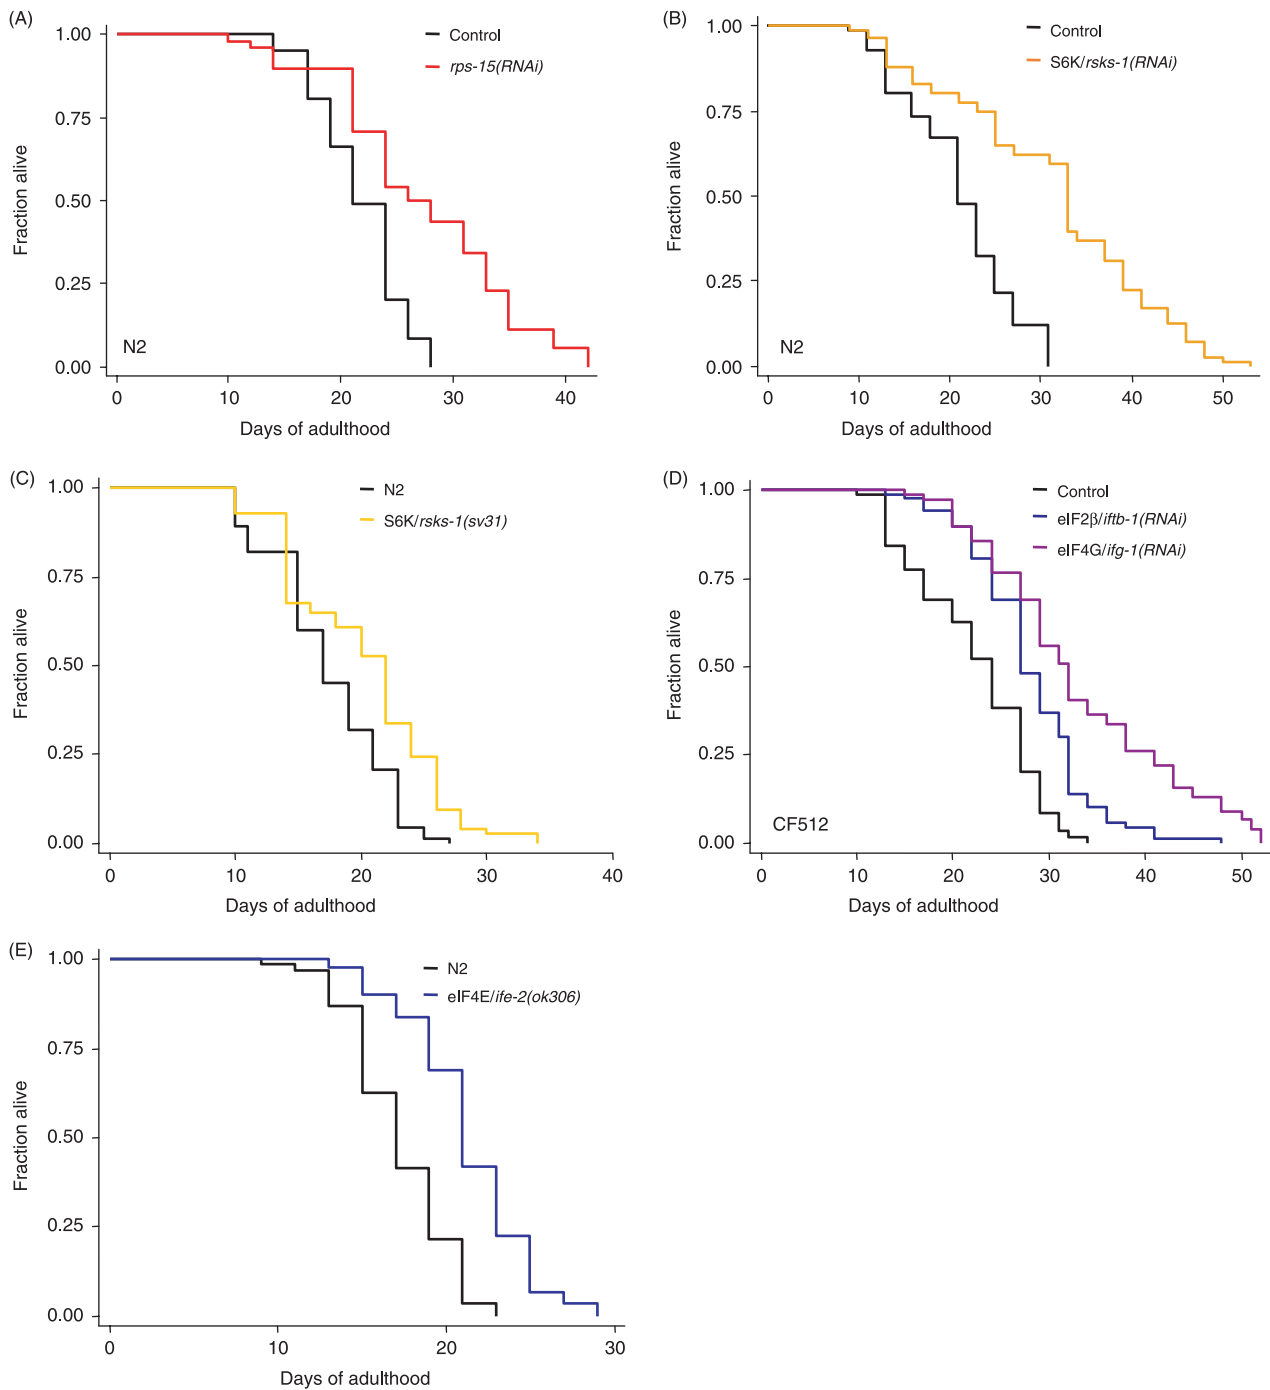 (A)
1.00
0.75
0.50
0.25
0.00
Fraction alive
Control
rps-15(RNAi)
N2
0 10 20 30 40
Days of adulthood
(B)
1.00
0.75
0.50
0.25
0.00
Fraction alive
Control
S6K/rsks-1(RNAi)
N2
0 10 20 30 40 50
Days of adulthood
(C)
1.00
0.75
0.50
0.25
0.00
Fraction alive
N2
S6K/rsks-1(sv31)
0 10 20 30 40
Days of adulthood
(D)
1.00
0.75
0.50
0.25
0.00
Fraction alive
Control
eIF2β/iftb-1(RNAi)
eIF4G/ifg-1(RNAi)
CF512
0 10 20 30 40 50
Days of adulthood
(E)
1.00
0.75
0.50
0.25
0.00
Fraction alive
N2
eIF4E/ife-2(ok306)
0 10 20 30
Days of adulthood